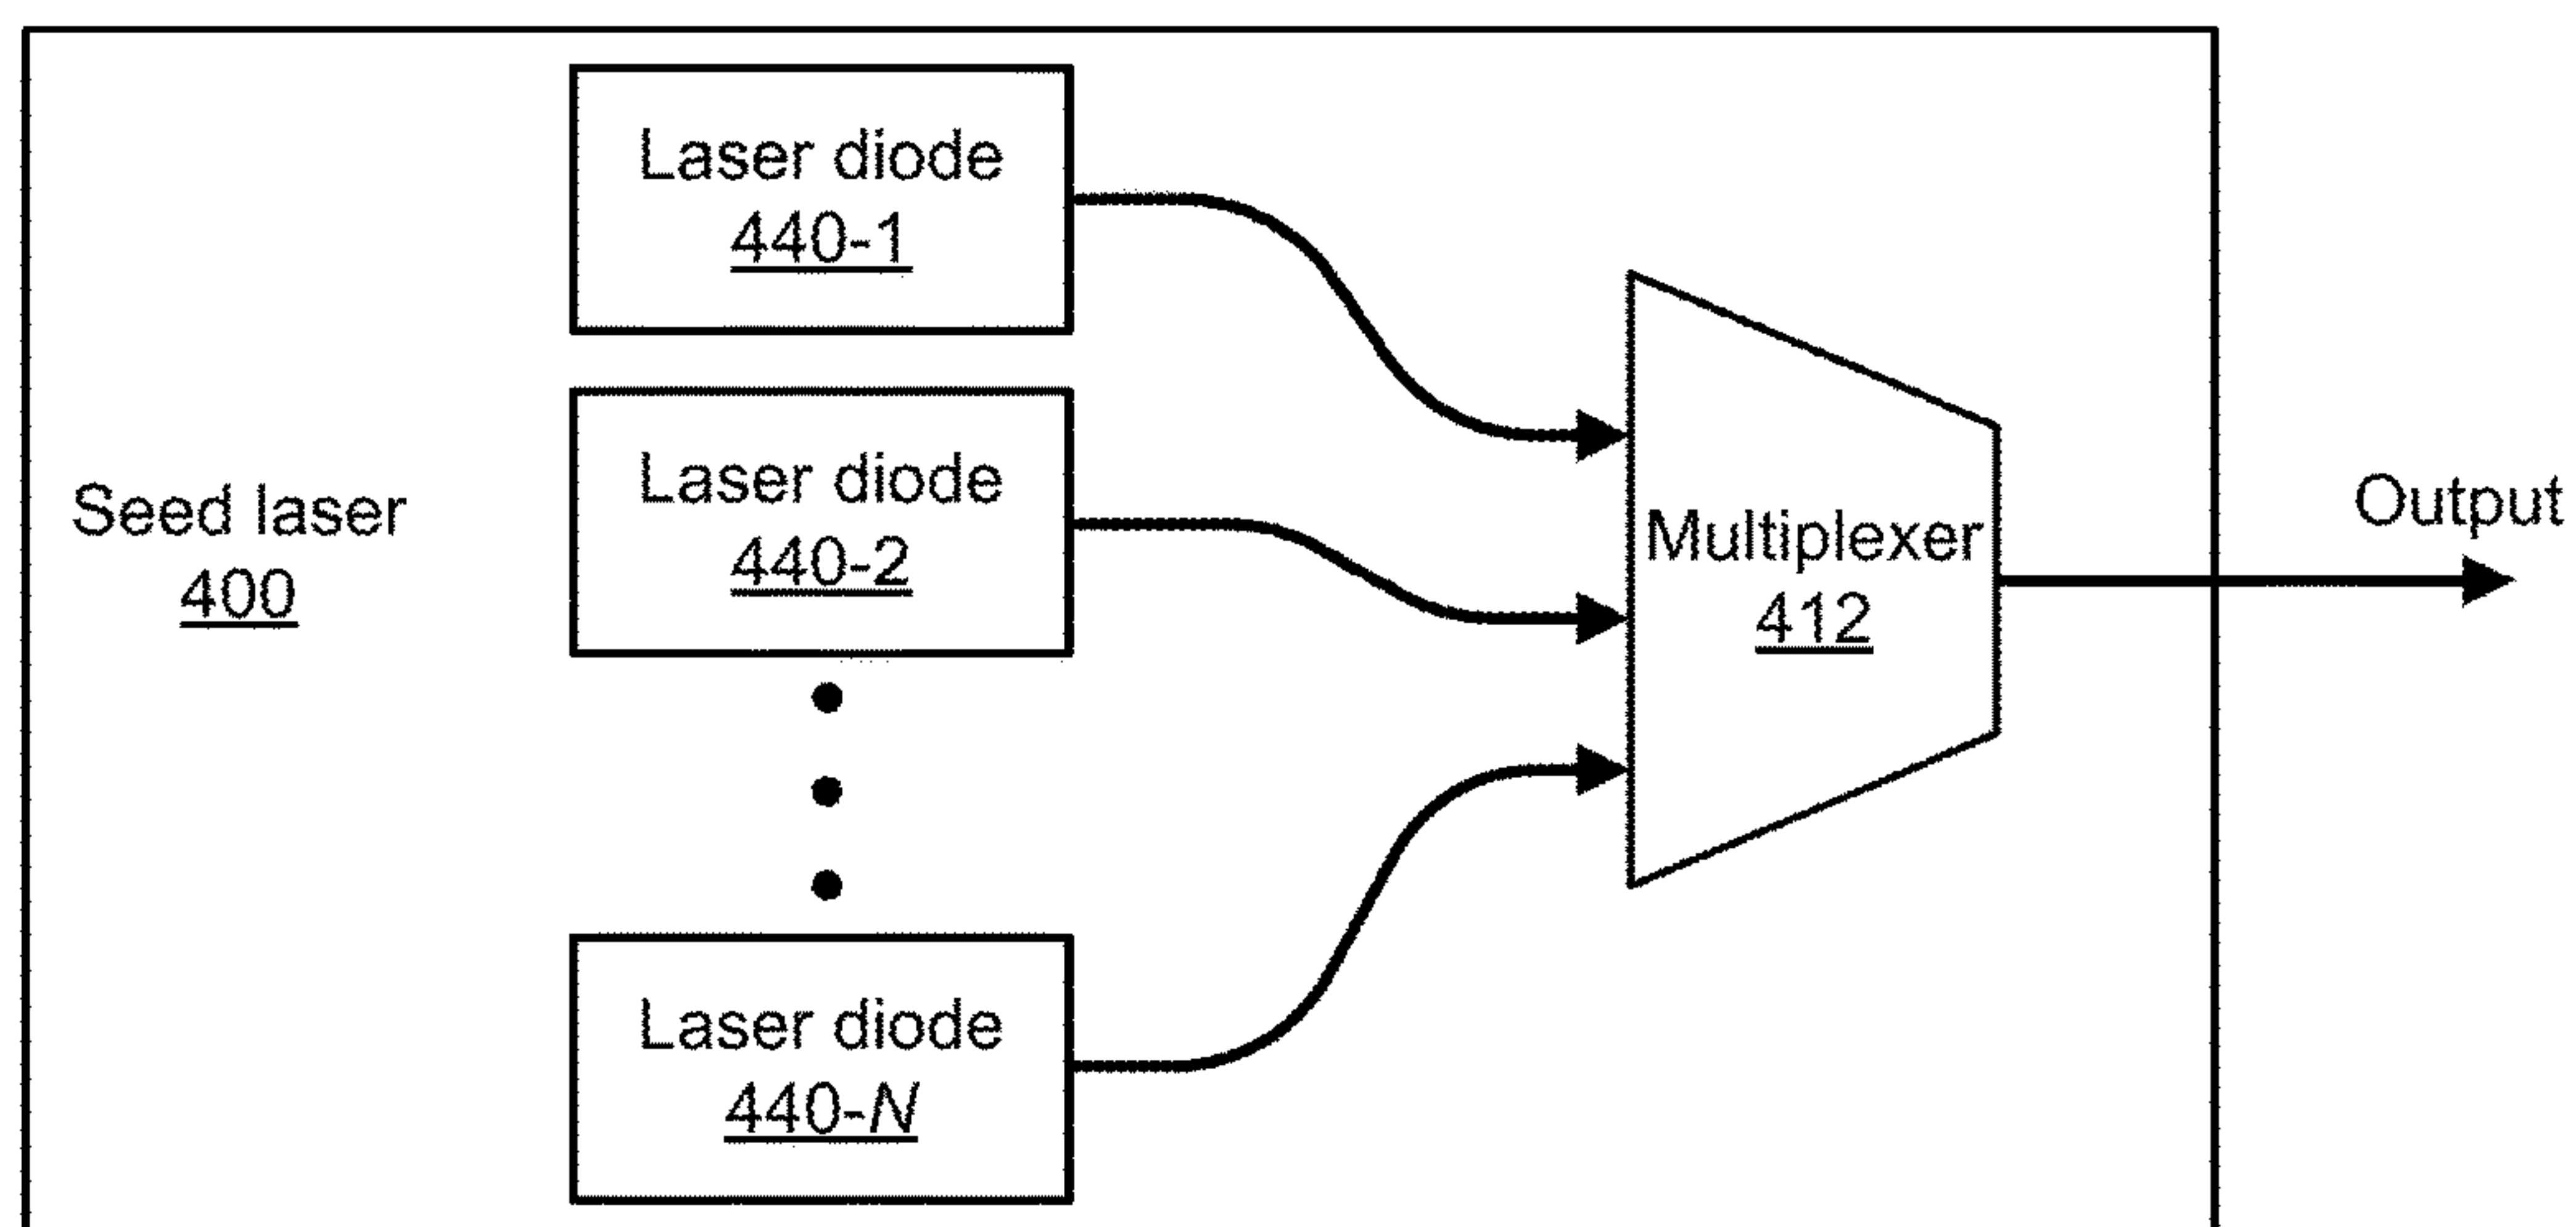 Laser diode
440-1
Laser diode
440-2
Seed laser
400
Multiplexer
412
Output
Laser diode
440-N